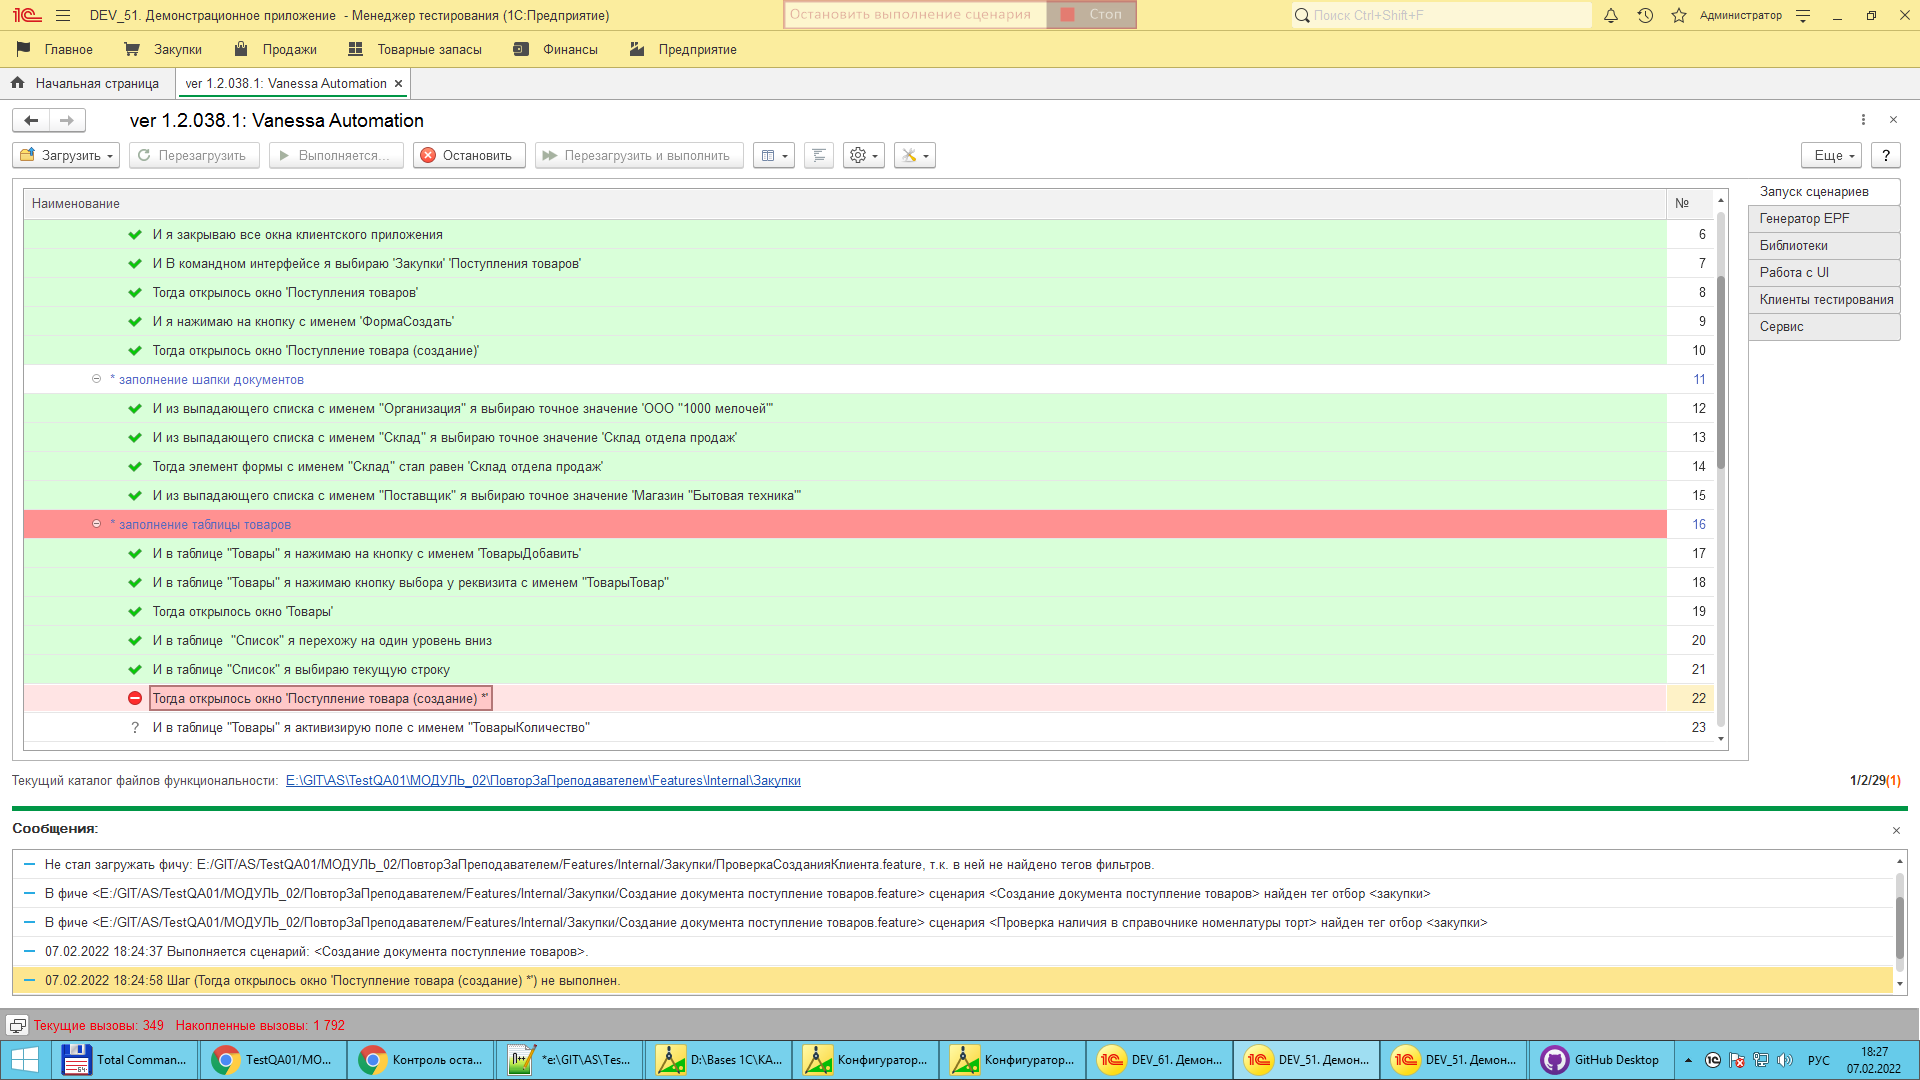 DEV_51. Демонстрационное приложение - Менеджер тестирования (1С:Предприятие)
Остановить выполнение сценария
Стоп
Поиск Ctrl+Shift+F
Администратор
Главное
Закупки
Продажи
Товарные запасы
Финансы
Предприятие
Начальная страница
ver 1.2.038.1: Vanessa Automation
ver 1.2.038.1: Vanessa Automation
Загрузить
Перезагрузить
Выполняется...
Остановить
Перезагрузить и выполнить
Еще
?
Наименование №
И я закрываю все окна клиентского приложения 6
И В командном интерфейсе я выбираю 'Закупки' 'Поступления товаров' 7
Тогда открылось окно 'Поступления товаров' 8
И я нажимаю на кнопку с именем 'ФормаСоздать' 9
Тогда открылось окно 'Поступление товара (создание)' 10
* заполнение шапки документов 11
И из выпадающего списка с именем "Организация" я выбираю точное значение 'ООО "1000 мелочей"' 12
И из выпадающего списка с именем "Склад" я выбираю точное значение 'Склад отдела продаж' 13
Тогда элемент формы с именем "Склад" стал равен 'Склад отдела продаж' 14
И из выпадающего списка с именем "Поставщик" я выбираю точное значение 'Магазин "Бытовая техника"' 15
* заполнение таблицы товаров 16
И в таблице "Товары" я нажимаю на кнопку с именем 'ТоварыДобавить' 17
И в таблице "Товары" я нажимаю кнопку выбора у реквизита с именем "ТоварыТовар" 18
Тогда открылось окно 'Товары' 19
И в таблице  "Список" я перехожу на один уровень вниз 20
И в таблице "Список" я выбираю текущую строку 21
Тогда открылось окно 'Поступление товара (создание) *' 22
? И в таблице "Товары" я активизирую поле с именем "ТоварыКоличество" 23
Запуск сценариев
Генератор EPF
Библиотеки
Работа с UI
Клиенты тестирования
Сервис
Текущий каталог файлов функциональности: E:\GIT\AS\TestQA01\МОДУЛЬ_02\ПовторЗаПреподавателем\Features\Internal\Закупки
1/2/29(1)
Сообщения:
Не стал загружать фичу: E:/GIT/AS/TestQA01/МОДУЛЬ_02/ПовторЗаПреподавателем/Features/Internal/Закупки/ПроверкаСозданияКлиента.feature, т.к. в ней не найдено тегов фильтров.
В фиче <E:/GIT/AS/TestQA01/МОДУЛЬ_02/ПовторЗаПреподавателем/Features/Internal/Закупки/Создание документа поступление товаров.feature> сценария <Создание документа поступление товаров> найден тег отбор <закупки>
В фиче <E:/GIT/AS/TestQA01/МОДУЛЬ_02/ПовторЗаПреподавателем/Features/Internal/Закупки/Создание документа поступление товаров.feature> сценария <Проверка наличия в справочнике номенлатуры торт> найден тег отбор <закупки>
07.02.2022 18:24:37 Выполняется сценарий: <Создание документа поступление товаров>.
07.02.2022 18:24:58 Шаг (Тогда открылось окно 'Поступление товара (создание) *') не выполнен.
Текущие вызовы: 349 Накопленные вызовы: 1 792
Total Comman...
TestQA01/МО...
Контроль оста...
*e:\GIT\AS\Tes...
D:\Bases 1C\КА...
Конфигуратор...
Конфигуратор...
DEV_61. Демон...
DEV_51. Демон...
DEV_51. Демон...
GitHub Desktop
РУС
18:27
07.02.2022